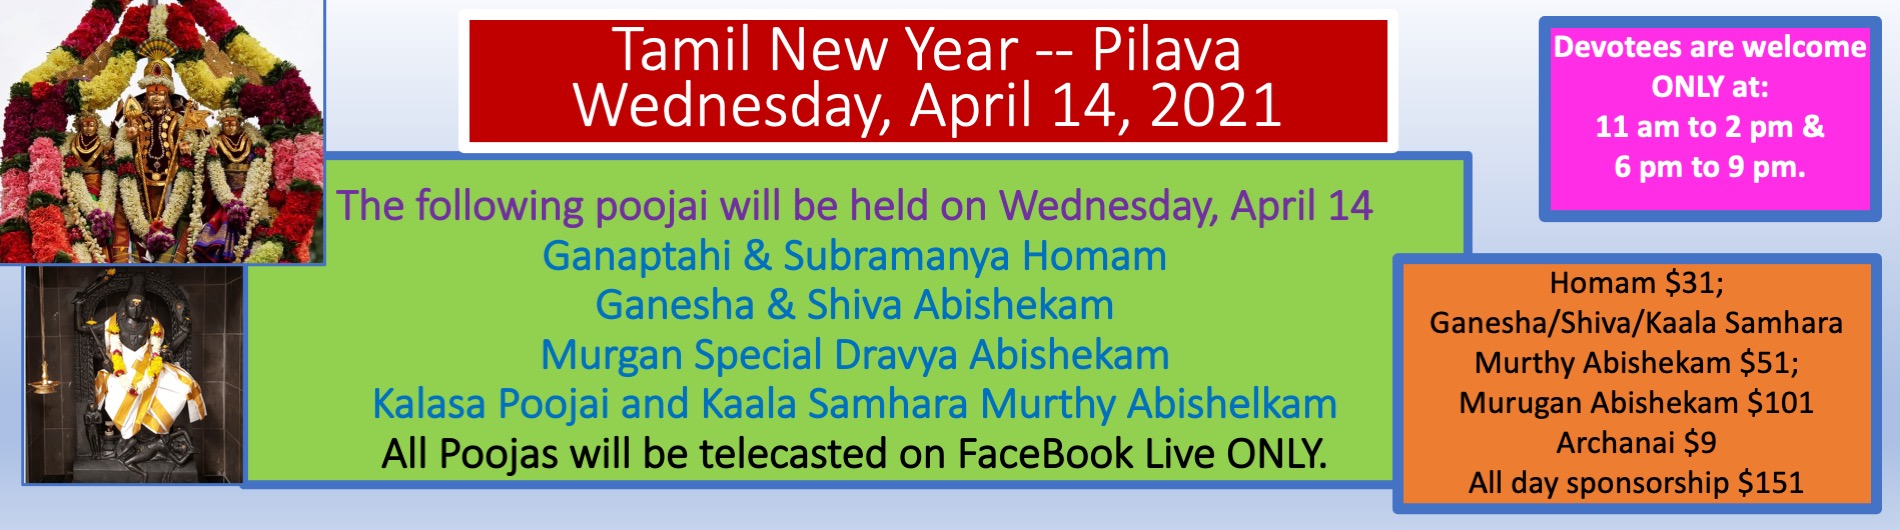 Tamil New Year -- Pilava
Wednesday, April 14, 2021
Devotees are welcome
ONLY at:
11 am to 2 pm &
6 pm to 9 pm.
The following poojai will be held on Wednesday, April 14
Ganaptahi & Subramanya Homam
Ganesha & Shiva Abishekam
Murgan Special Dravya Abishekam
Kalasa Poojai and Kaala Samhara Murthy Abishelkam
All Poojas will be telecasted on FaceBook Live ONLY.
Homam $31;
Ganesha/Shiva/Kaala Samhara
Murthy Abishekam $51;
Murugan Abishekam $101
Archanai $9
All day sponsorship $151